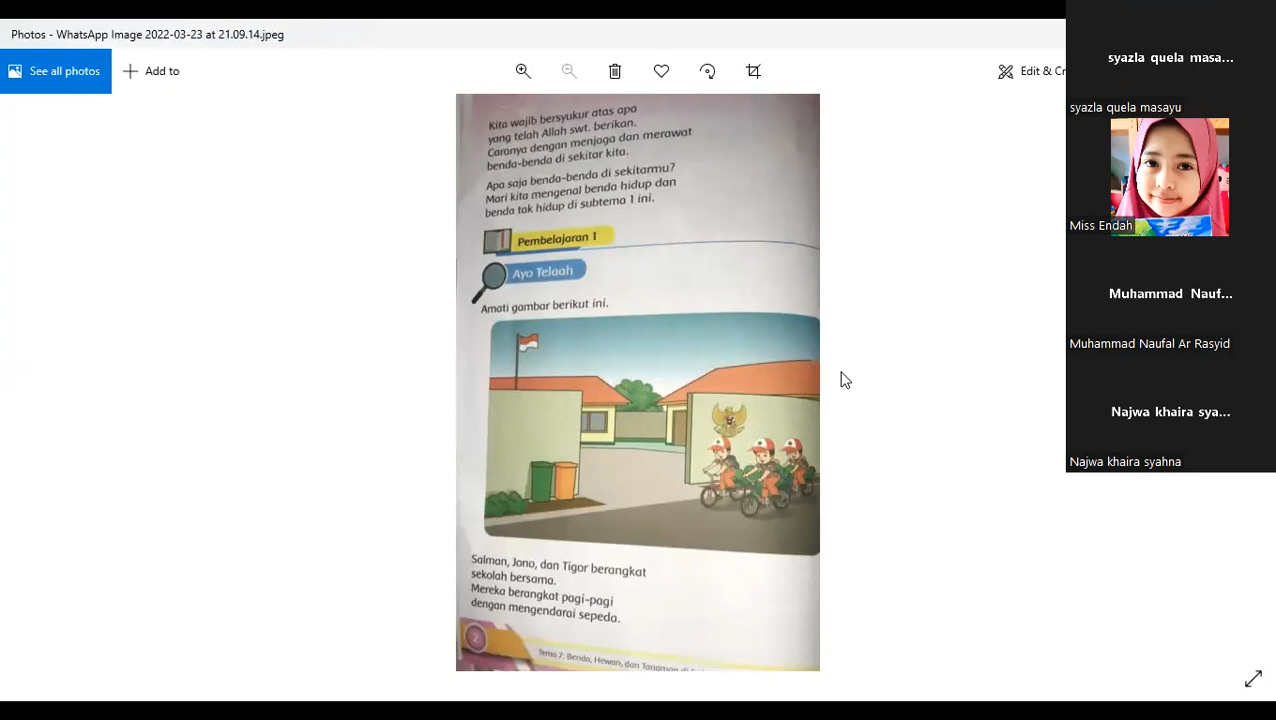 Photos - WhatsApp Image 2022-03-23 at 21.09.14.jpeg
See all photos
Add to
Edit & Cr
Kita wajib bersyukur atas apa
yang telah Allah swt. berikan.
Caranya dengan menjaga dan merawat
benda-benda di sekitar kita.
Apa saja benda-benda di sekitarmu?
Mari kita mengenal benda hidup dan
benda tak hidup di subtema 1 ini.
Pembelajaran 1
Ayo Telaah
Amati gambar berikut ini.
Salman, Jono, dan Tigor berangkat
sekolah bersama.
Mereka berangkat pagi-pagi
dengan mengendarai sepeda.
2
Tema 7: Benda, Hewan, dan Tanaman di
syazla quela masa...
syazla quela masayu
Miss Endah
Muhammad Nauf...
Muhammad Naufal Ar Rasyid
Najwa khaira sya...
Najwa khaira syahna